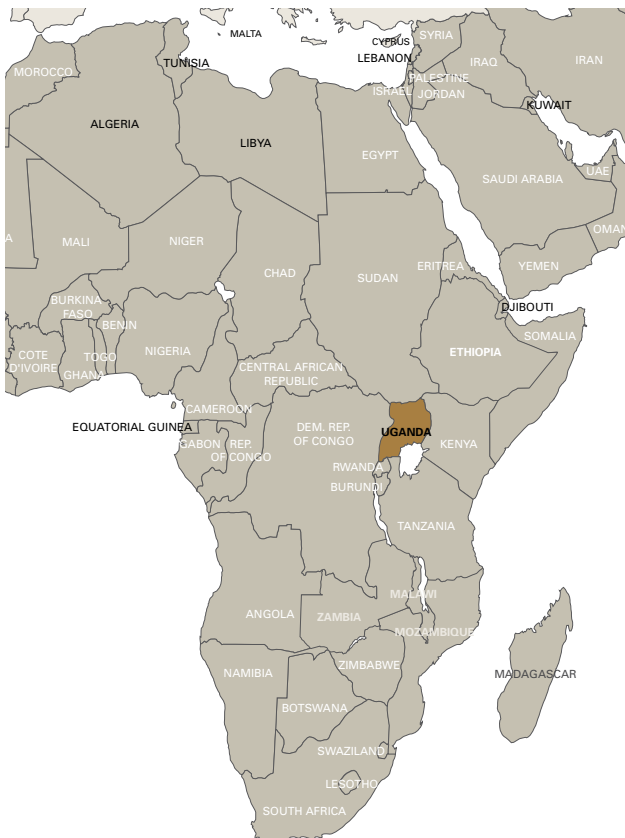 MALTA
CYPRUS
SYRIA
TUNISIA
LEBANON
IRAQ
IRAN
MOROCCO
PALESTINE
ISRAEL
JORDAN
KUWAIT
ALGERIA
LIBYA
EGYPT
UAE
SAUDI ARABIA
OMAN
A
MALI
NIGER
CHAD
SUDAN
ERITREA
YEMEN
BURKINA
FASO
DJIBOUTI
BENIN
SOMALIA
COTE
D'IVOIRE
TOGO
GHANA
NIGERIA
ETHIOPIA
CENTRAL AFRICAN
REPUBLIC
CAMEROON
EQUATORIAL GUINEA
DEM. REP.
OF CONGO
UGANDA
GABON
REP.
OF CONGO
KENYA
RWANDA
BURUNDI
TANZANIA
MALAWI
ANGOLA
ZAMBIA
MOZAMBIQUE
NAMIBIA
ZIMBABWE
MADAGASCAR
BOTSWANA
SWAZILAND
LESOTHO
SOUTH AFRICA